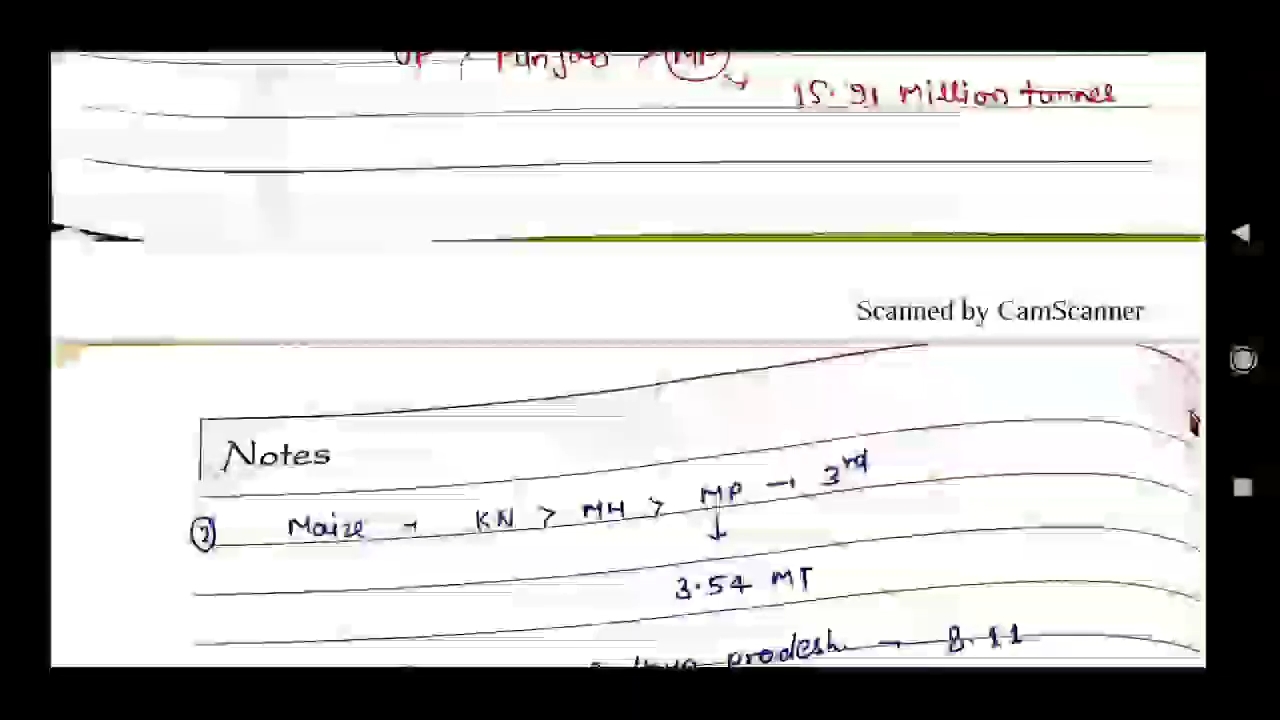 UP > Punjab > MP
15.91 Million tonnes
Scanned by CamScanner
Notes
Maize → KN > MH > MP → 3rd
3.54 MT
pradesh → 8.11